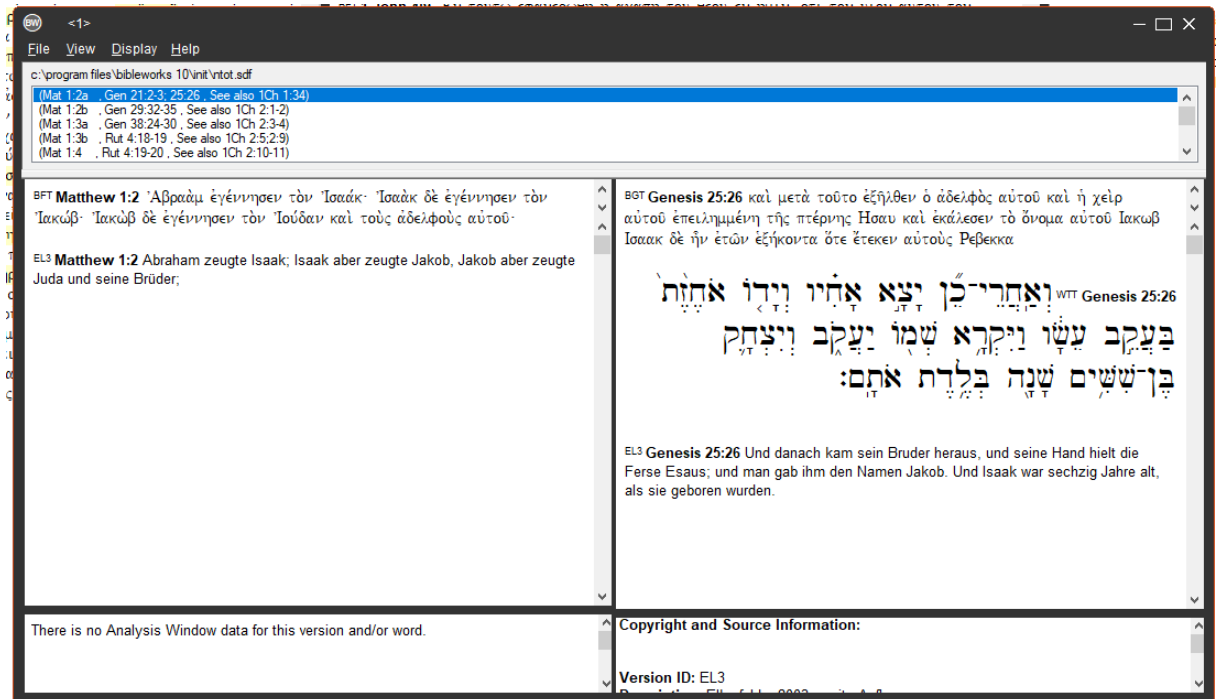 <1>
File View Display Help
c:\program files\bibleworks 10\init\ntot.sdf
(Mat 1:2a , Gen 21:2-3; 25:26 , See also 1Ch 1:34)
(Mat 1:2b , Gen 29:32-35 , See also 1Ch 2:1-2)
(Mat 1:3a , Gen 38:24-30 , See also 1Ch 2:3-4)
(Mat 1:3b , Rut 4:18-19 , See also 1Ch 2:5;2:9)
(Mat 1:4 , Rut 4:19-20 , See also 1Ch 2:10-11)
BFT Matthew 1:2 Ἀβραὰμ ἐγέννησεν τὸν Ἰσαάκ· Ἰσαὰκ δὲ ἐγέννησεν τὸν
Ἰακώβ· Ἰακὼβ δὲ ἐγέννησεν τὸν Ἰούδαν καὶ τοὺς ἀδελφοὺς αὐτοῦ·
EL3 Matthew 1:2 Abraham zeugte Isaak; Isaak aber zeugte Jakob, Jakob aber zeugte
Juda und seine Brüder;
BGT Genesis 25:26 καὶ μετὰ τοῦτο ἐξῆλθεν ὁ ἀδελφὸς αὐτοῦ καὶ ἡ χεὶρ
αὐτοῦ ἐπειλημμένη τῆς πτέρνης Ησαυ καὶ ἐκάλεσεν τὸ ὄνομα αὐτοῦ Ιακωβ
Ισαακ δὲ ἦν ἐτῶν ἑξήκοντα ὅτε ἔτεκεν αὐτοὺς Ρεβεκκα
WTT Genesis 25:26 וְאַֽחֲרֵי־כֵ֞ן יָצָ֣א אָחִ֗יו וְיָד֤וֹ אֹחֶ֙זֶת֙
בַּעֲקֵ֣ב עֵשָׂ֔ו וַיִּקְרָ֥א שְׁמ֖וֹ יַעֲקֹ֑ב וְיִצְחָ֛ק
בֶּן־שִׁשִּׁ֥ים שָׁנָ֖ה בְּלֶ֥דֶת אֹתָֽם׃
EL3 Genesis 25:26 Und danach kam sein Bruder heraus, und seine Hand hielt die
Ferse Esaus; und man gab ihm den Namen Jakob. Und Isaak war sechzig Jahre alt,
als sie geboren wurden.
There is no Analysis Window data for this version and/or word.
Copyright and Source Information:
Version ID: EL3